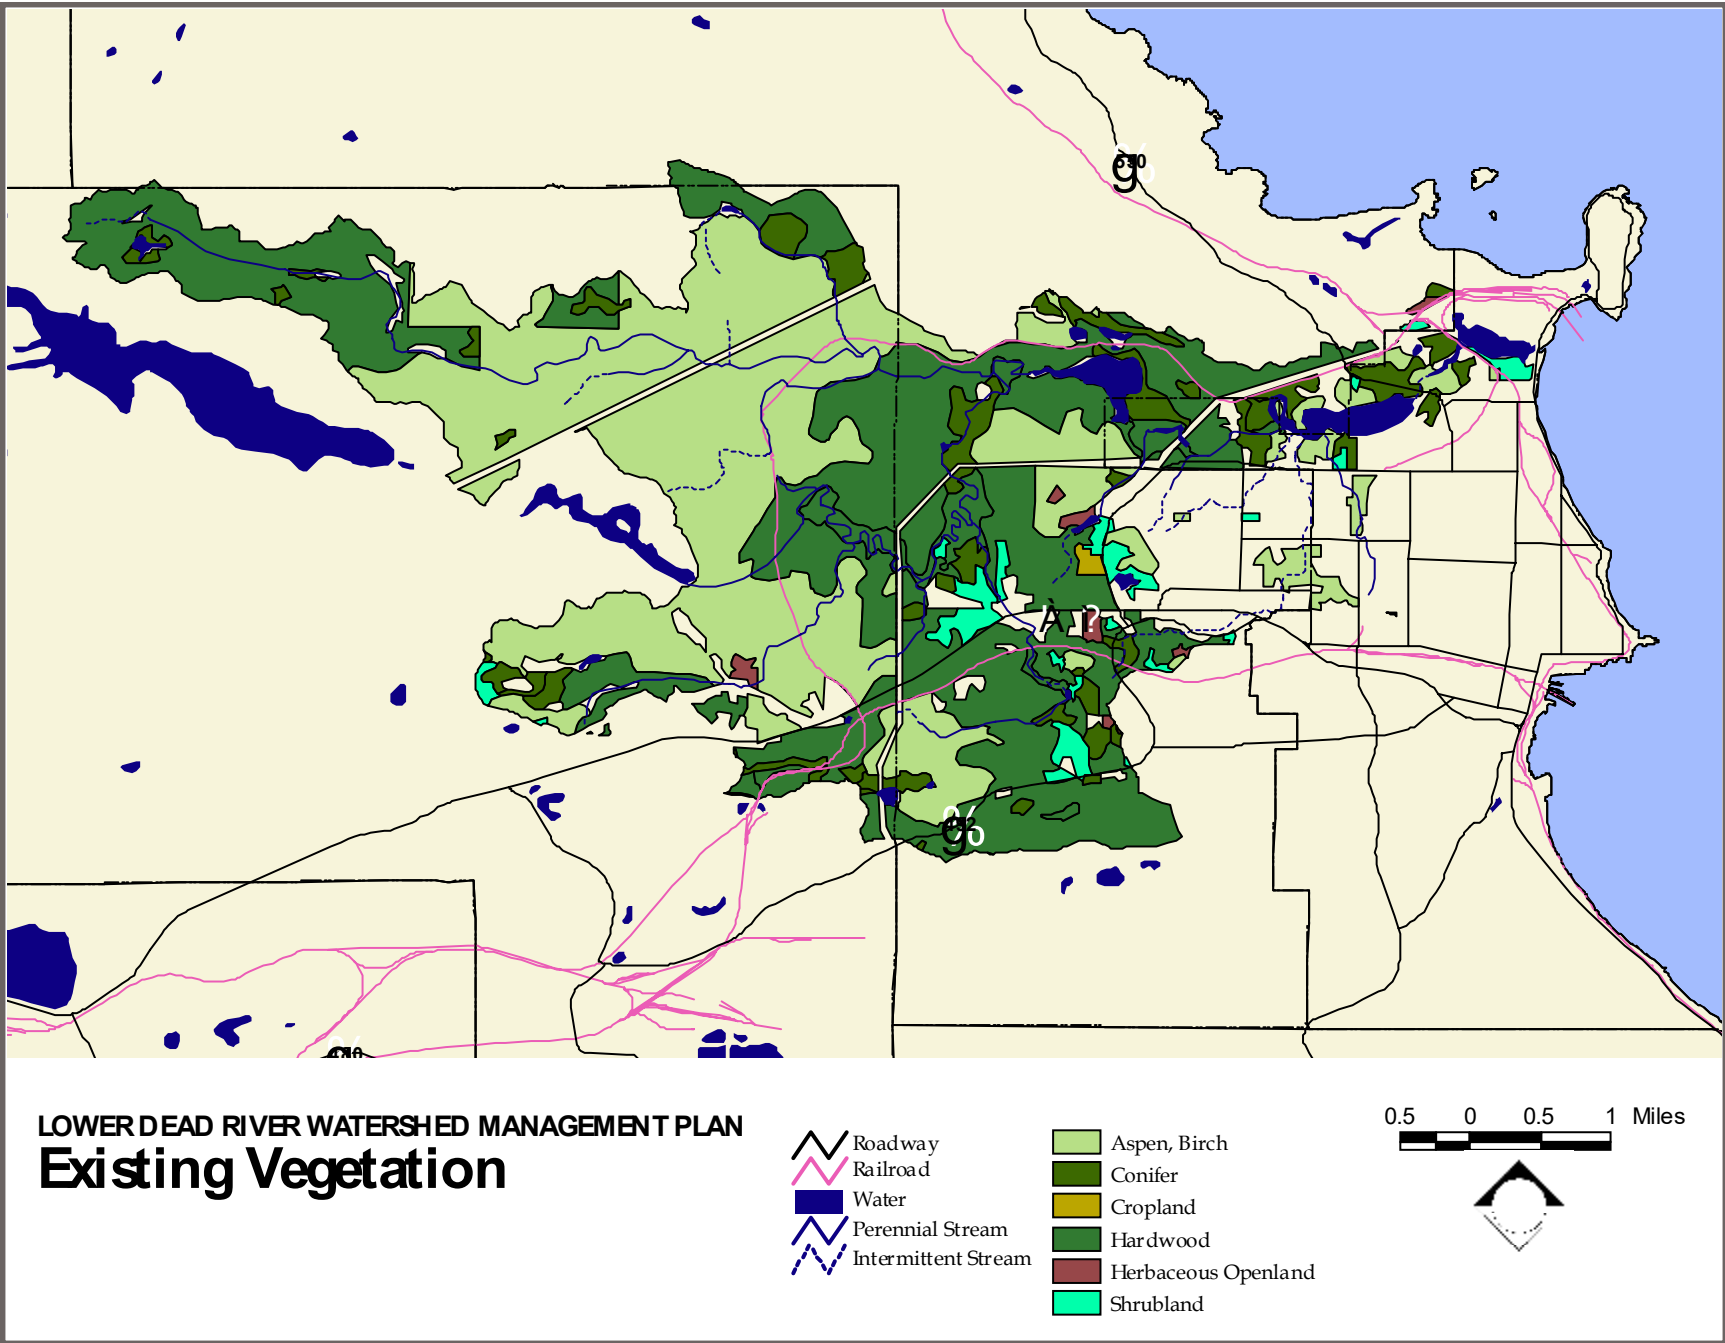 550
À ?
g
%
LOWER DEAD RIVER WATERSHED MANAGEMENT PLAN
Existing Vegetation
Roadway
Railroad
Water
Perennial Stream
Intermittent Stream
Aspen, Birch
Conifer
Cropland
Hardwood
Herbaceous Openland
Shrubland
0.5 0 0.5 1 Miles